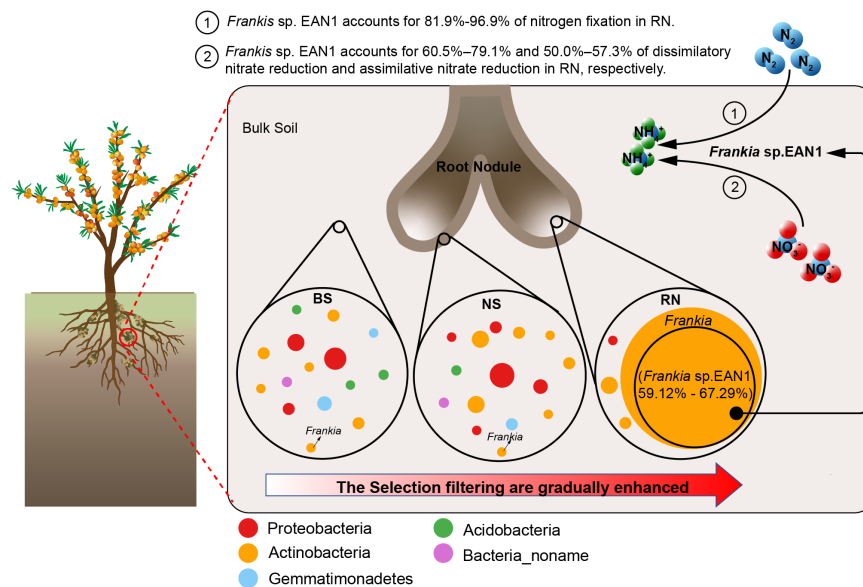 1 Frankis sp. EAN1 accounts for 81.9%-96.9% of nitrogen fixation in RN.
2 Frankis sp. EAN1 accounts for 60.5%–79.1% and 50.0%–57.3% of dissimilatory
nitrate reduction and assimilative nitrate reduction in RN, respectively.
N₂
N₂
N₂
Bulk Soil
1
NH₄⁺
NH₄⁺
Frankia sp.EAN1
Root Nodule
2
NO₃⁻
NO₃⁻
BS
NS
RN
Frankia
(Frankia sp.EAN1
59.12% - 67.29%)
Frankia
Frankia
The Selection filtering are gradually enhanced
Proteobacteria
Acidobacteria
Actinobacteria
Bacteria_noname
Gemmatimonadetes